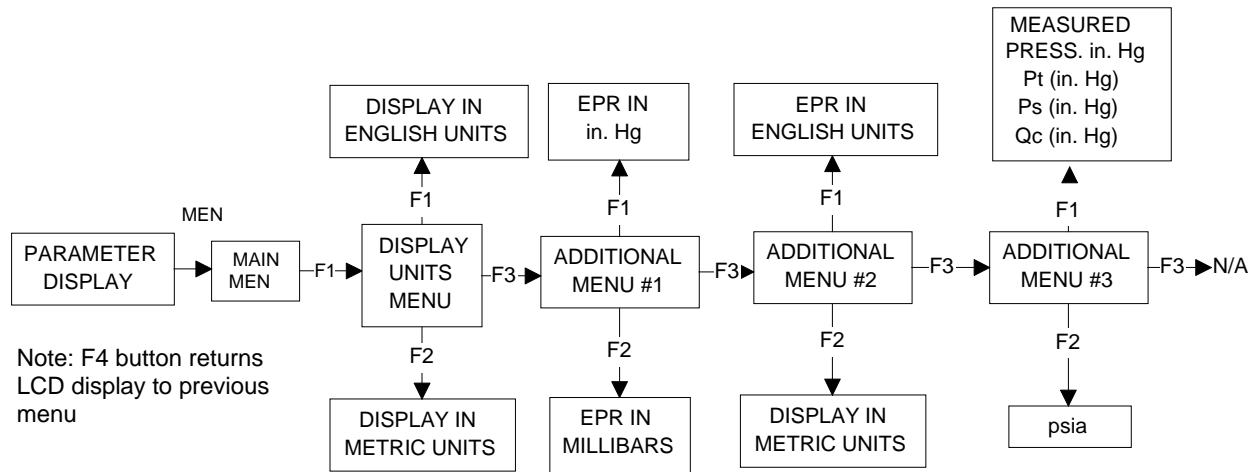 MEASURED
PRESS. in. Hg
Pt (in. Hg)
Ps (in. Hg)
Qc (in. Hg)
DISPLAY IN
ENGLISH UNITS
EPR IN
in. Hg
EPR IN
ENGLISH UNITS
F1
F1
F1
F1
MEN
PARAMETER
DISPLAY
MAIN
MEN
F1
DISPLAY
UNITS
MENU
F3
ADDITIONAL
MENU #1
F3
ADDITIONAL
MENU #2
F3
ADDITIONAL
MENU #3
F3
N/A
F2
F2
F2
F2
Note: F4 button returns
LCD display to previous
menu
DISPLAY IN
METRIC UNITS
EPR IN
MILLIBARS
DISPLAY IN
METRIC UNITS
psia